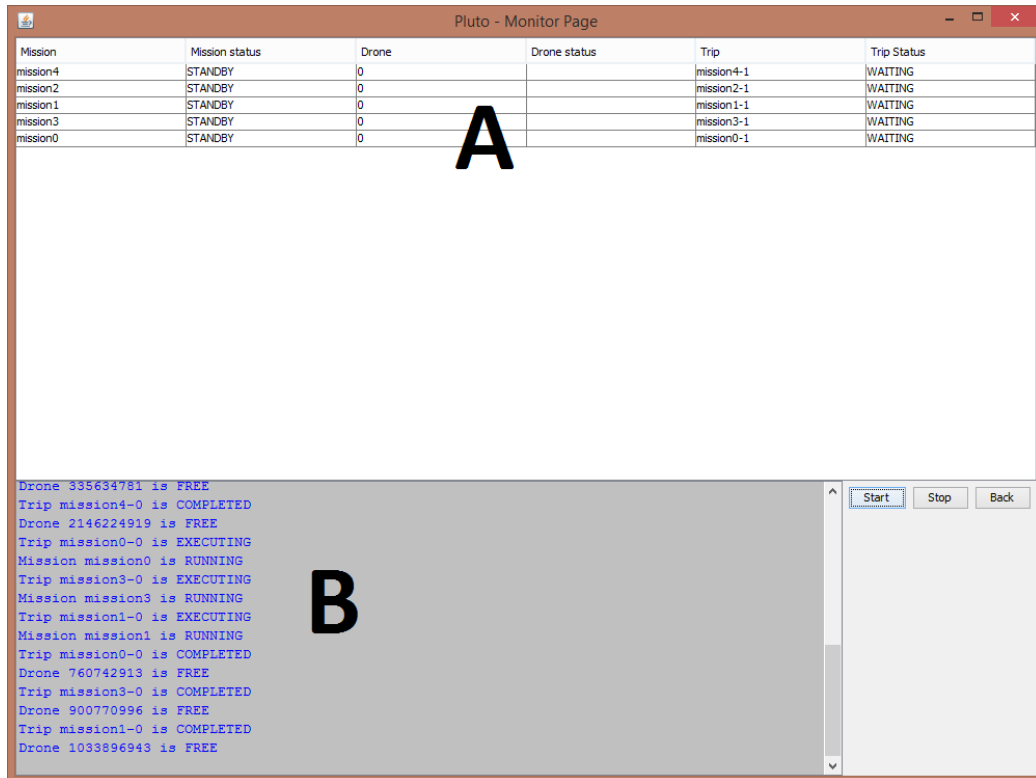 Pluto - Monitor Page
Mission Mission status Drone Drone status Trip Trip Status
mission4 STANDBY 0 mission4-1 WAITING
mission2 STANDBY 0 mission2-1 WAITING
mission1 STANDBY 0 mission1-1 WAITING
mission3 STANDBY 0 mission3-1 WAITING
mission0 STANDBY 0 mission0-1 WAITING
A
Drone 335634781 is FREE
Trip mission4-0 is COMPLETED
Drone 2146224919 is FREE
Trip mission0-0 is EXECUTING
Mission mission0 is RUNNING
Trip mission3-0 is EXECUTING
Mission mission3 is RUNNING
Trip mission1-0 is EXECUTING
Mission mission1 is RUNNING
Trip mission0-0 is COMPLETED
Drone 760742913 is FREE
Trip mission3-0 is COMPLETED
Drone 900770996 is FREE
Trip mission1-0 is COMPLETED
Drone 1033896943 is FREE
B
Start Stop Back